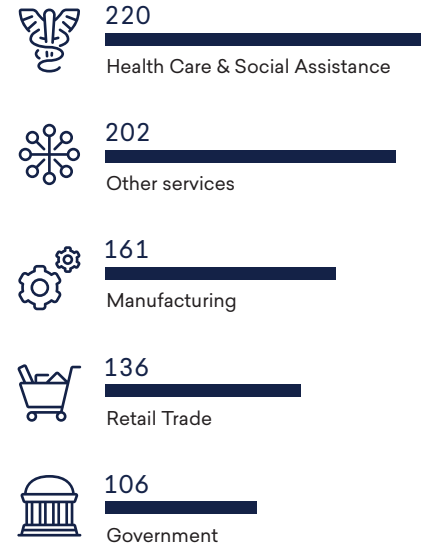 220
Health Care & Social Assistance
202
Other services
161
Manufacturing
136
Retail Trade
106
Government